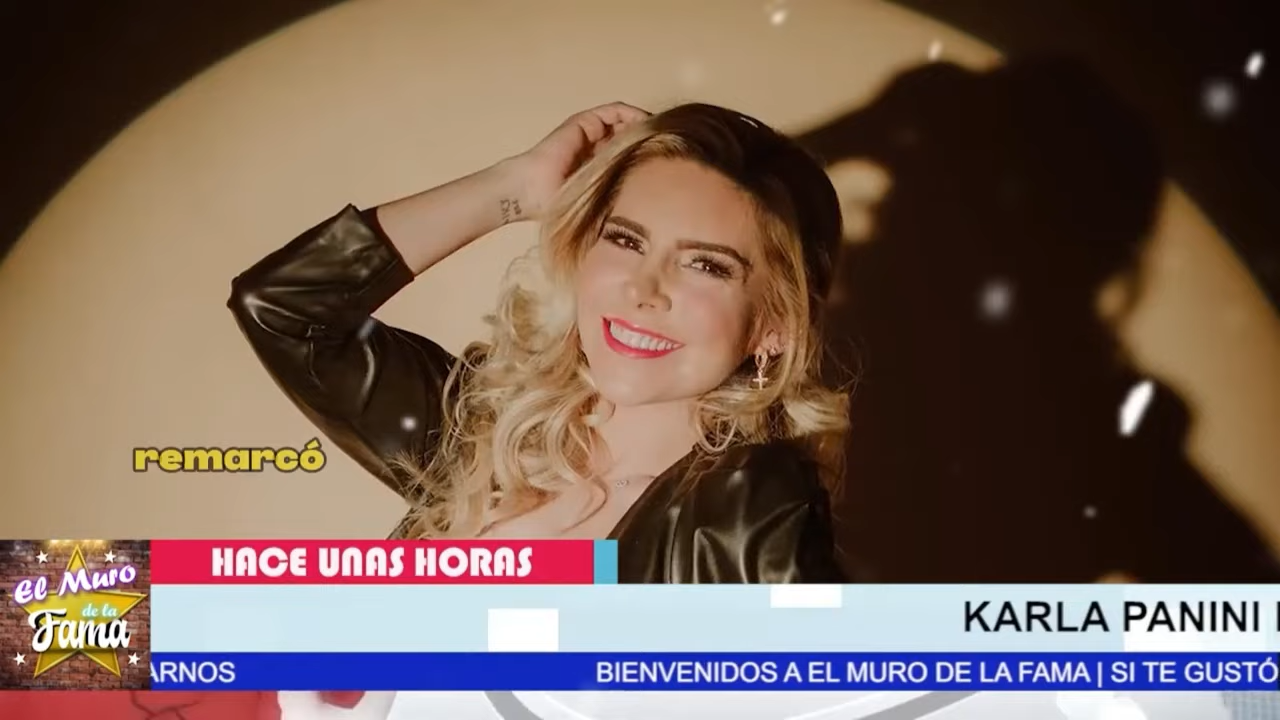 remarcó
HACE UNAS HORAS
El Muro
de la
Fama
KARLA PANINI
ARNOS
BIENVENIDOS A EL MURO DE LA FAMA | SI TE GUSTÓ